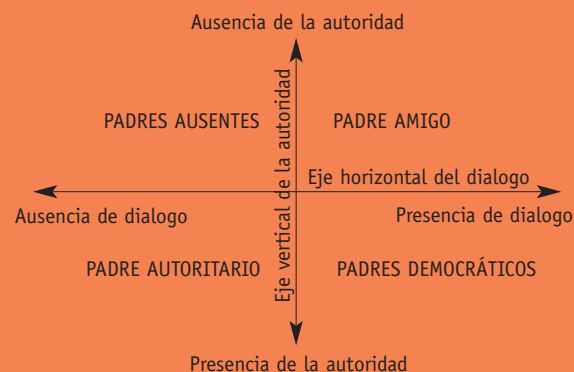 Ausencia de la autoridad
PADRES AUSENTES
PADRE AMIGO
Eje vertical de la autoridad
Eje horizontal del dialogo
Ausencia de dialogo
Presencia de dialogo
PADRE AUTORITARIO
PADRES DEMOCRÁTICOS
Presencia de la autoridad